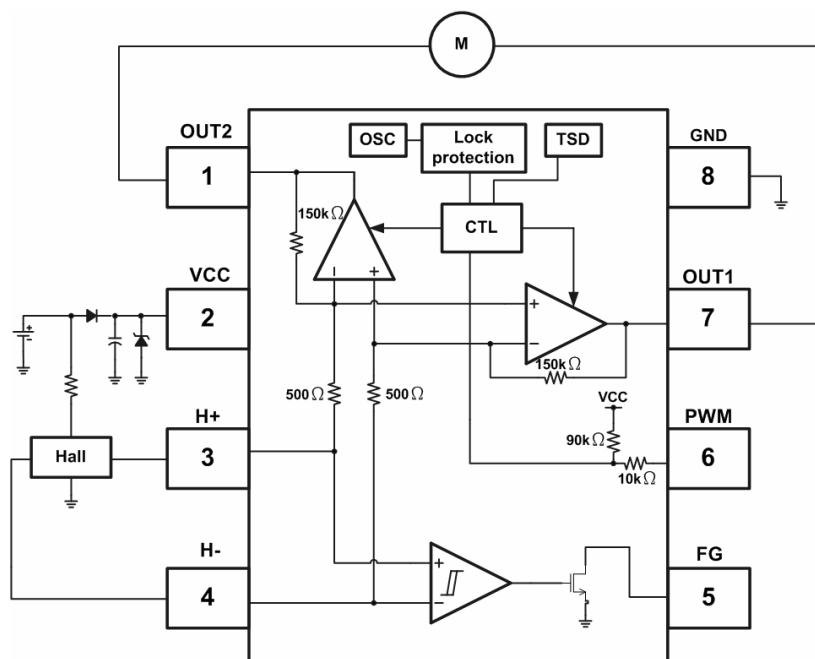 M
OUT2
1
OSC
Lock
protection
TSD
GND
8
150kΩ
CTL
VCC
2
OUT1
7
− +
+
−
150kΩ
500Ω
500Ω
VCC
H+
3
PWM
6
90kΩ
10kΩ
Hall
H-
4
+
−
FG
5